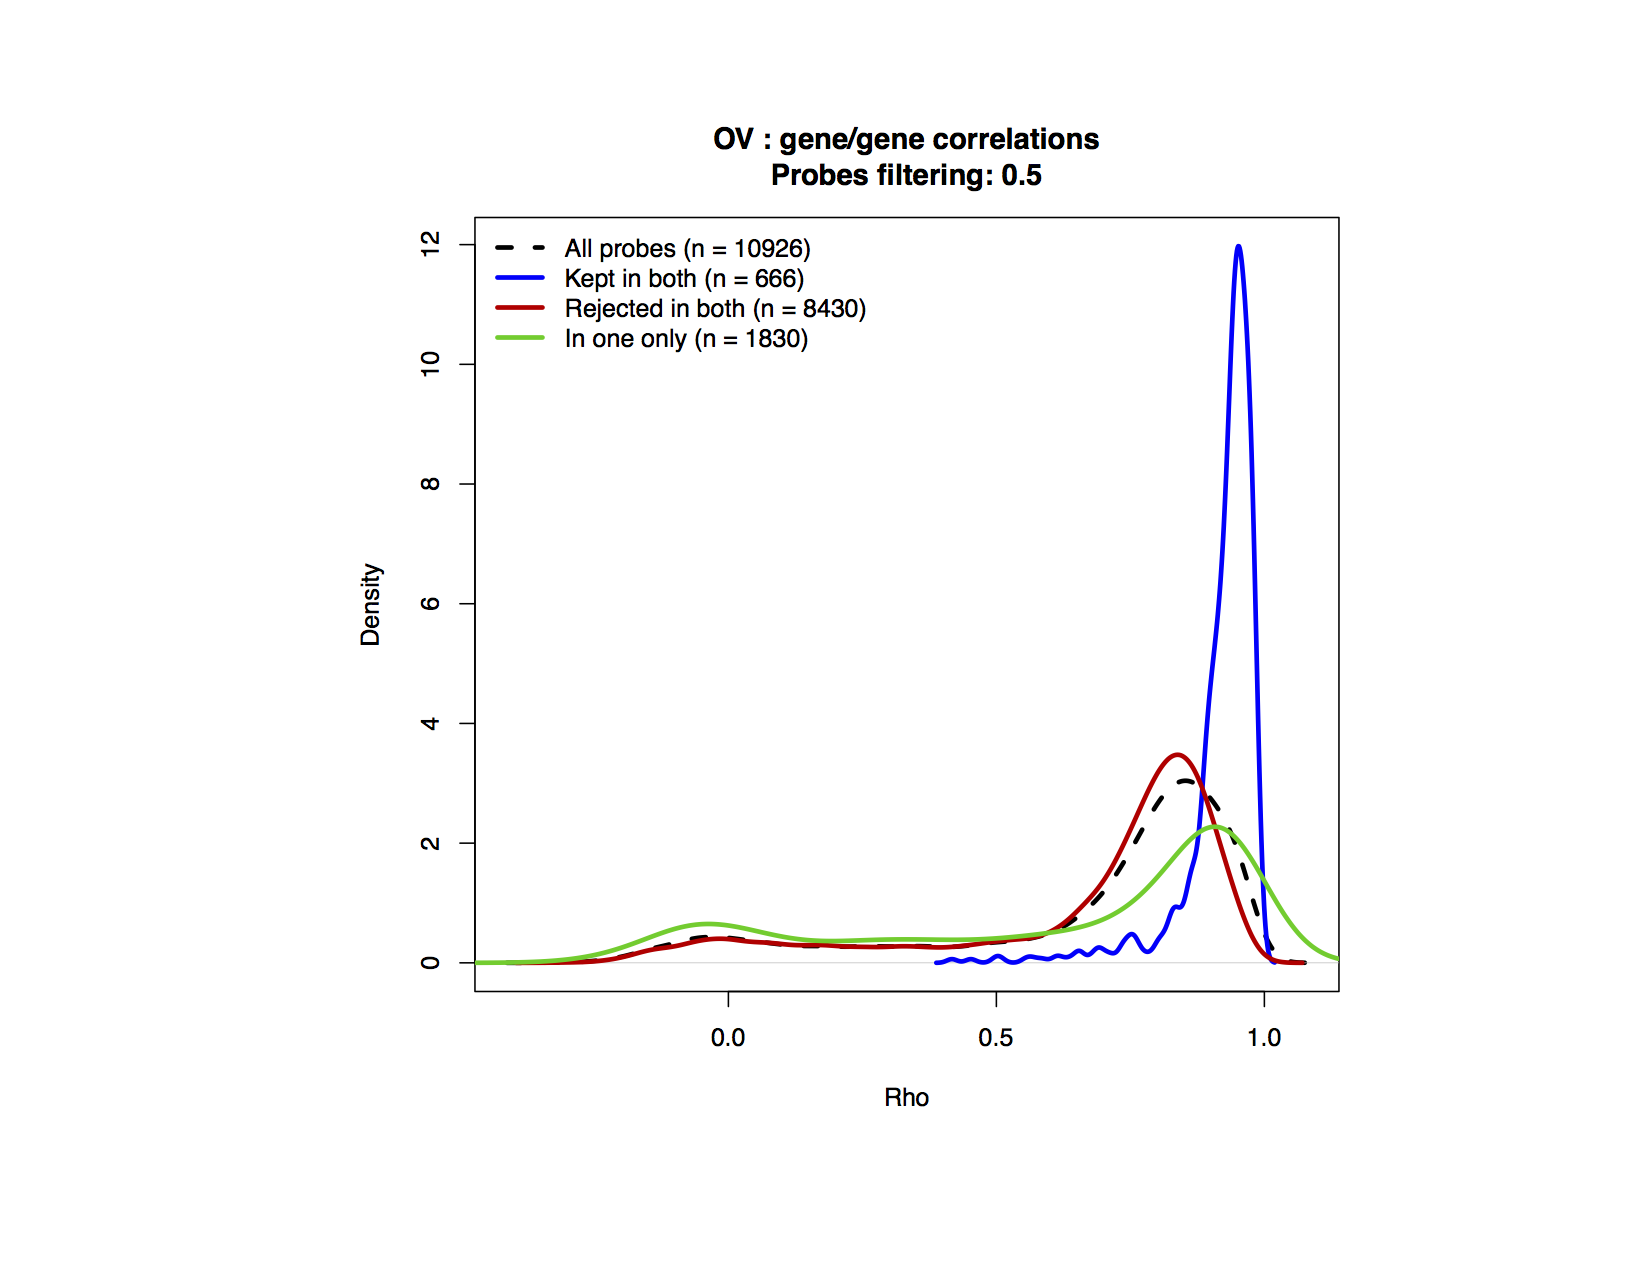 OV : gene/gene correlations
Probes filtering: 0.5
All probes (n = 10926)
Kept in both (n = 666)
Rejected in both (n = 8430)
In one only (n = 1830)
12
10
8
6
4
2
0
Density
0.0 0.5 1.0
Rho